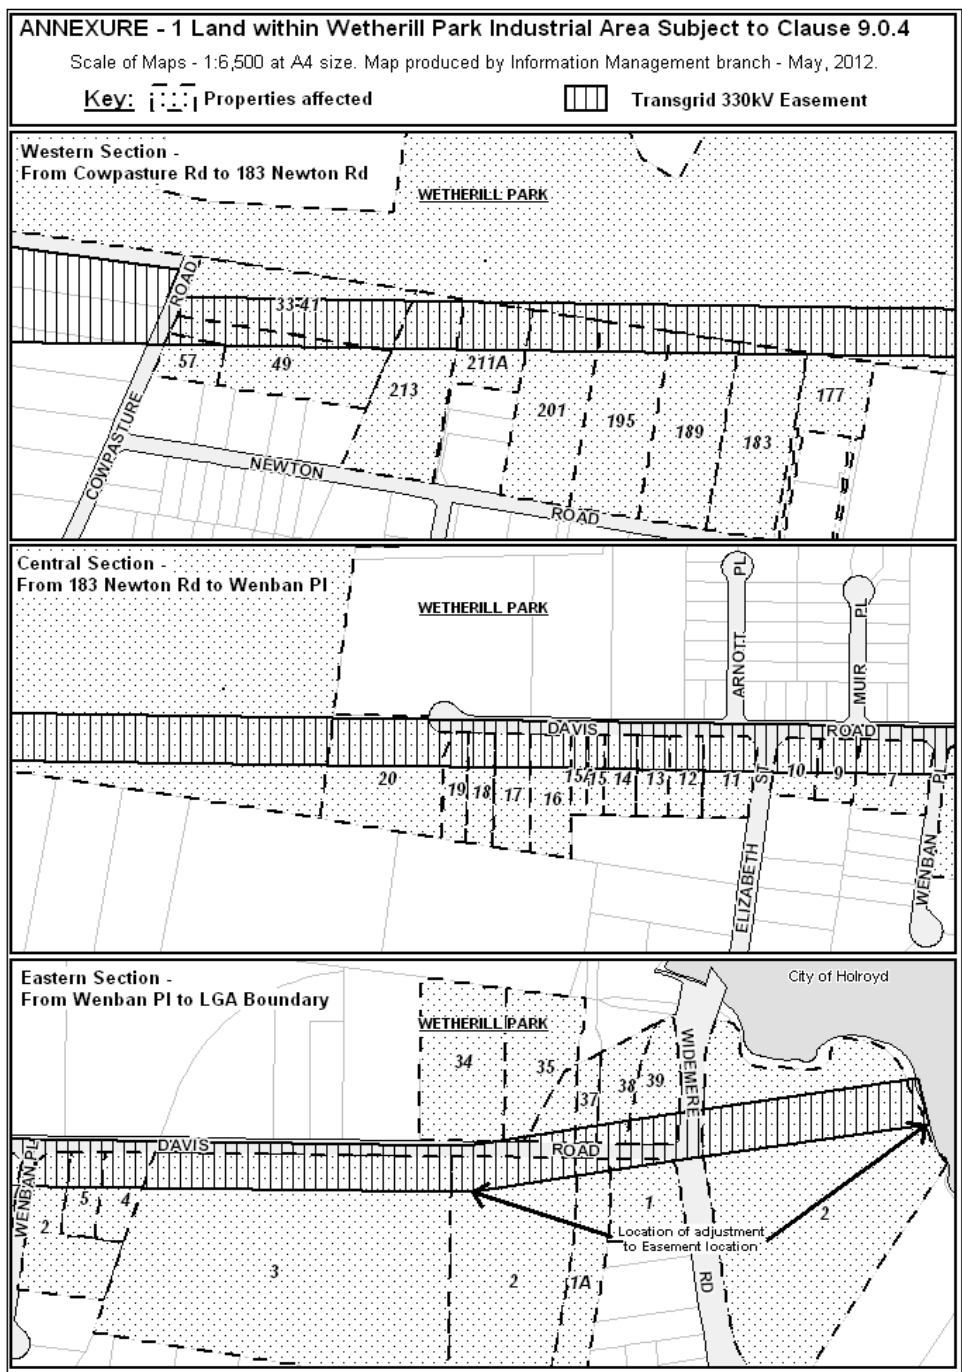 ANNEXURE - 1 Land within Wetherill Park Industrial Area Subject to Clause 9.0.4
Scale of Maps - 1:6,500 at A4 size. Map produced by Information Management branch - May, 2012.
Key: Properties affected
Transgrid 330kV Easement
Western Section -
From Cowpasture Rd to 183 Newton Rd
WETHERILL PARK
ROAD
33-41
57
49
213
211A
201
195
189
183
177
COWPASTURE
NEWTON
ROAD
Central Section -
From 183 Newton Rd to Wenban Pl
WETHERILL PARK
ARNOTT PL
MUIR PL
DAVIS
ROAD
20
19
18
17
16
15A
15
14
13
12
11
10
9
7
ELIZABETH ST
WENBAN PL
Eastern Section -
From Wenban Pl to LGA Boundary
WETHERILL PARK
City of Holroyd
34
35
37
38
39
WIDEMERE
DAVIS
ROAD
WENBAN PL
2
5
4
3
2
1A
1
2
Location of adjustment
to Easement location
RD